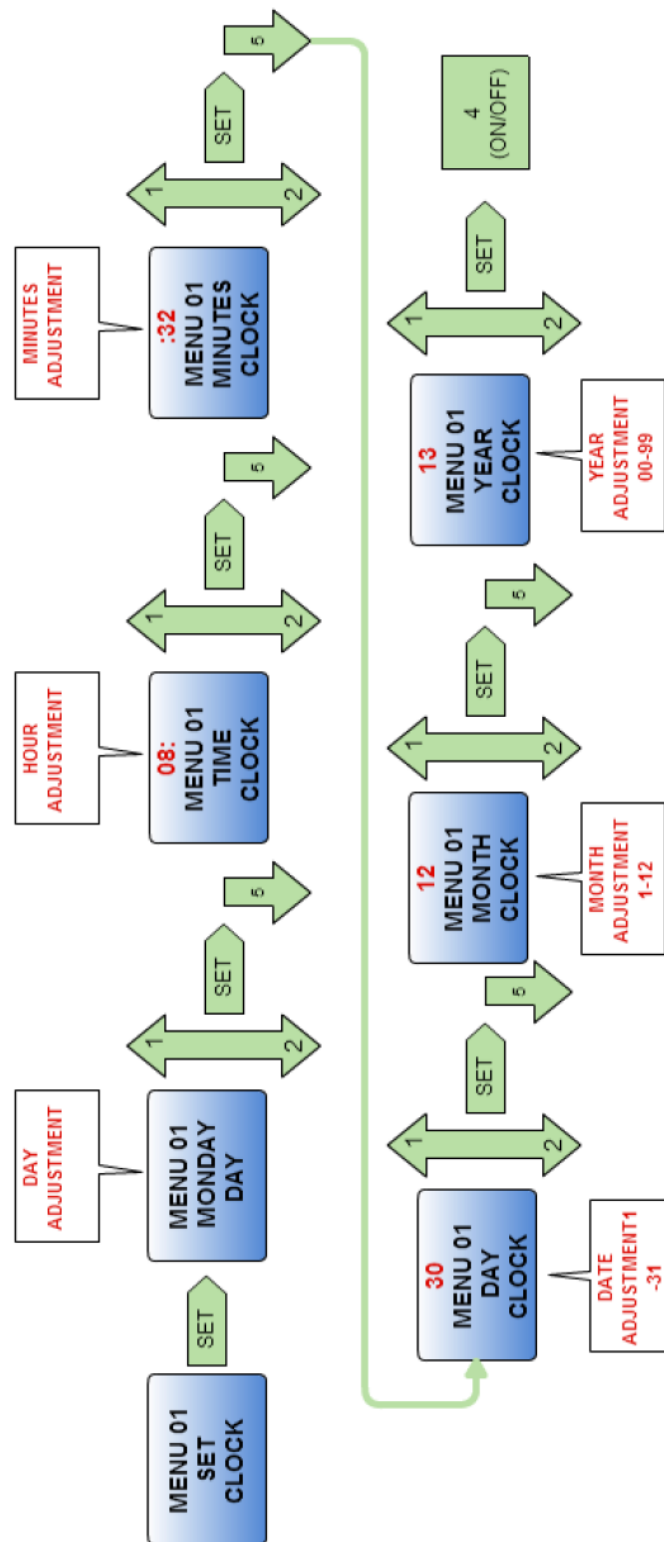 MENU 01
SET
CLOCK
SET
DAY
ADJUSTMENT
MENU 01
MONDAY
DAY
1
2
SET
5
HOUR
ADJUSTMENT
08:
MENU 01
TIME
CLOCK
1
2
SET
5
MINUTES
ADJUSTMENT
:32
MENU 01
MINUTES
CLOCK
1
2
SET
5
30
MENU 01
DAY
CLOCK
DATE
ADJUSTMENT1
-31
1
2
SET
5
12
MENU 01
MONTH
CLOCK
MONTH
ADJUSTMENT
1-12
1
2
SET
5
13
MENU 01
YEAR
CLOCK
YEAR
ADJUSTMENT
00-99
1
2
SET
4
(ON/OFF)